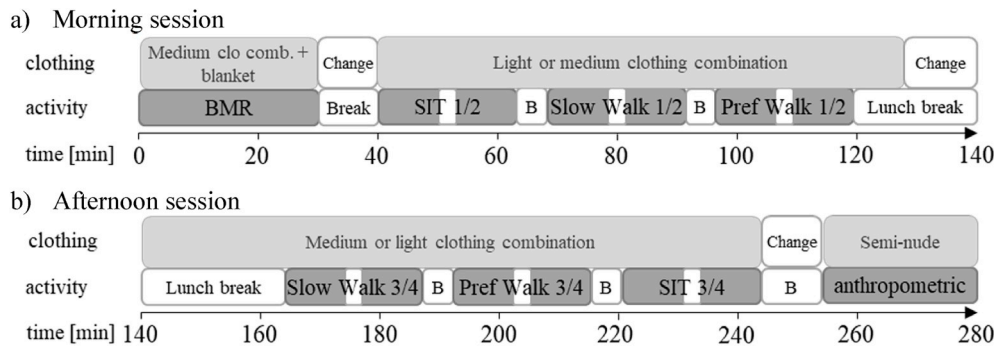 a) Morning session
clothing
Medium clo comb. +
blanket
Change
Light or medium clothing combination
Change
activity
BMR
Break
SIT 1/2
B
Slow Walk 1/2
B
Pref Walk 1/2
Lunch break
time [min]
0 20 40 60 80 100 120 140
b) Afternoon session
clothing
Medium or light clothing combination
Change
Semi-nude
activity
Lunch break
Slow Walk 3/4
B
Pref Walk 3/4
B
SIT 3/4
B
anthropometric
time [min]
140 160 180 200 220 240 260 280